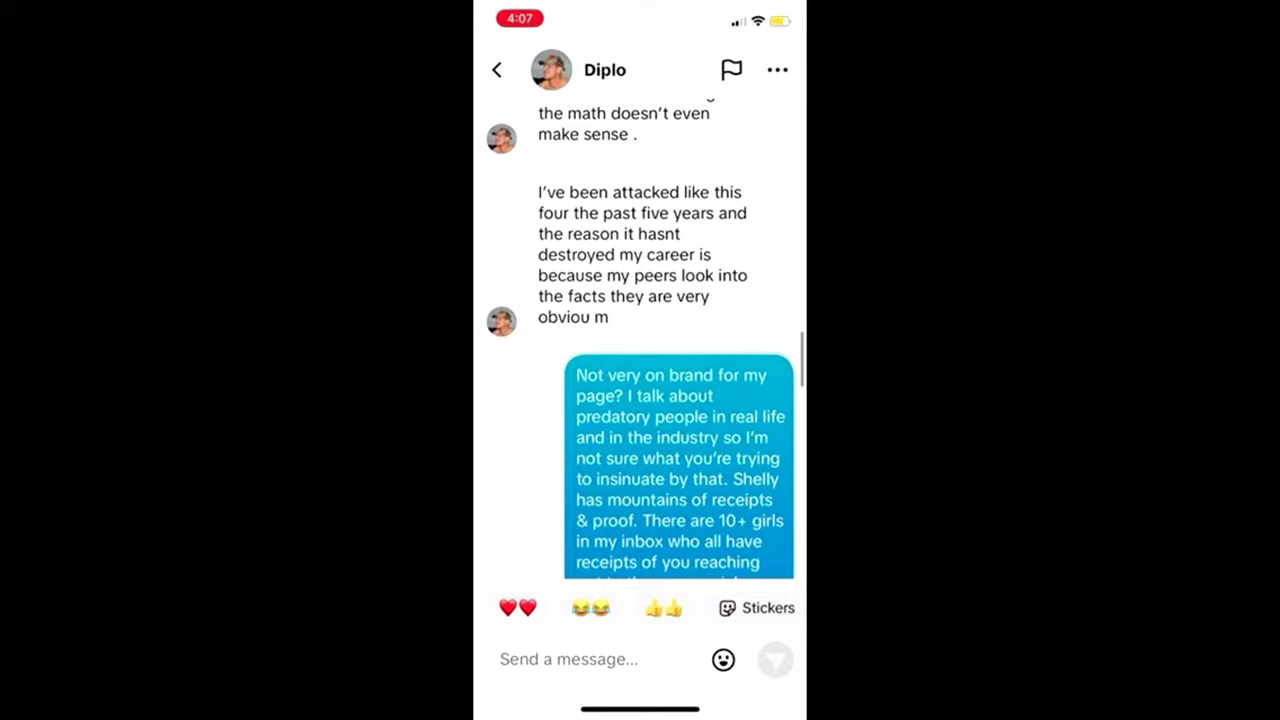 4:07
Diplo
the math doesn't even
make sense .
I've been attacked like this
four the past five years and
the reason it hasnt
destroyed my career is
because my peers look into
the facts they are very
obviou m
Not very on brand for my
page? I talk about
predatory people in real life
and in the industry so I'm
not sure what you're trying
to insinuate by that. Shelly
has mountains of receipts
& proof. There are 10+ girls
in my inbox who all have
receipts of you reaching
Stickers
Send a message...